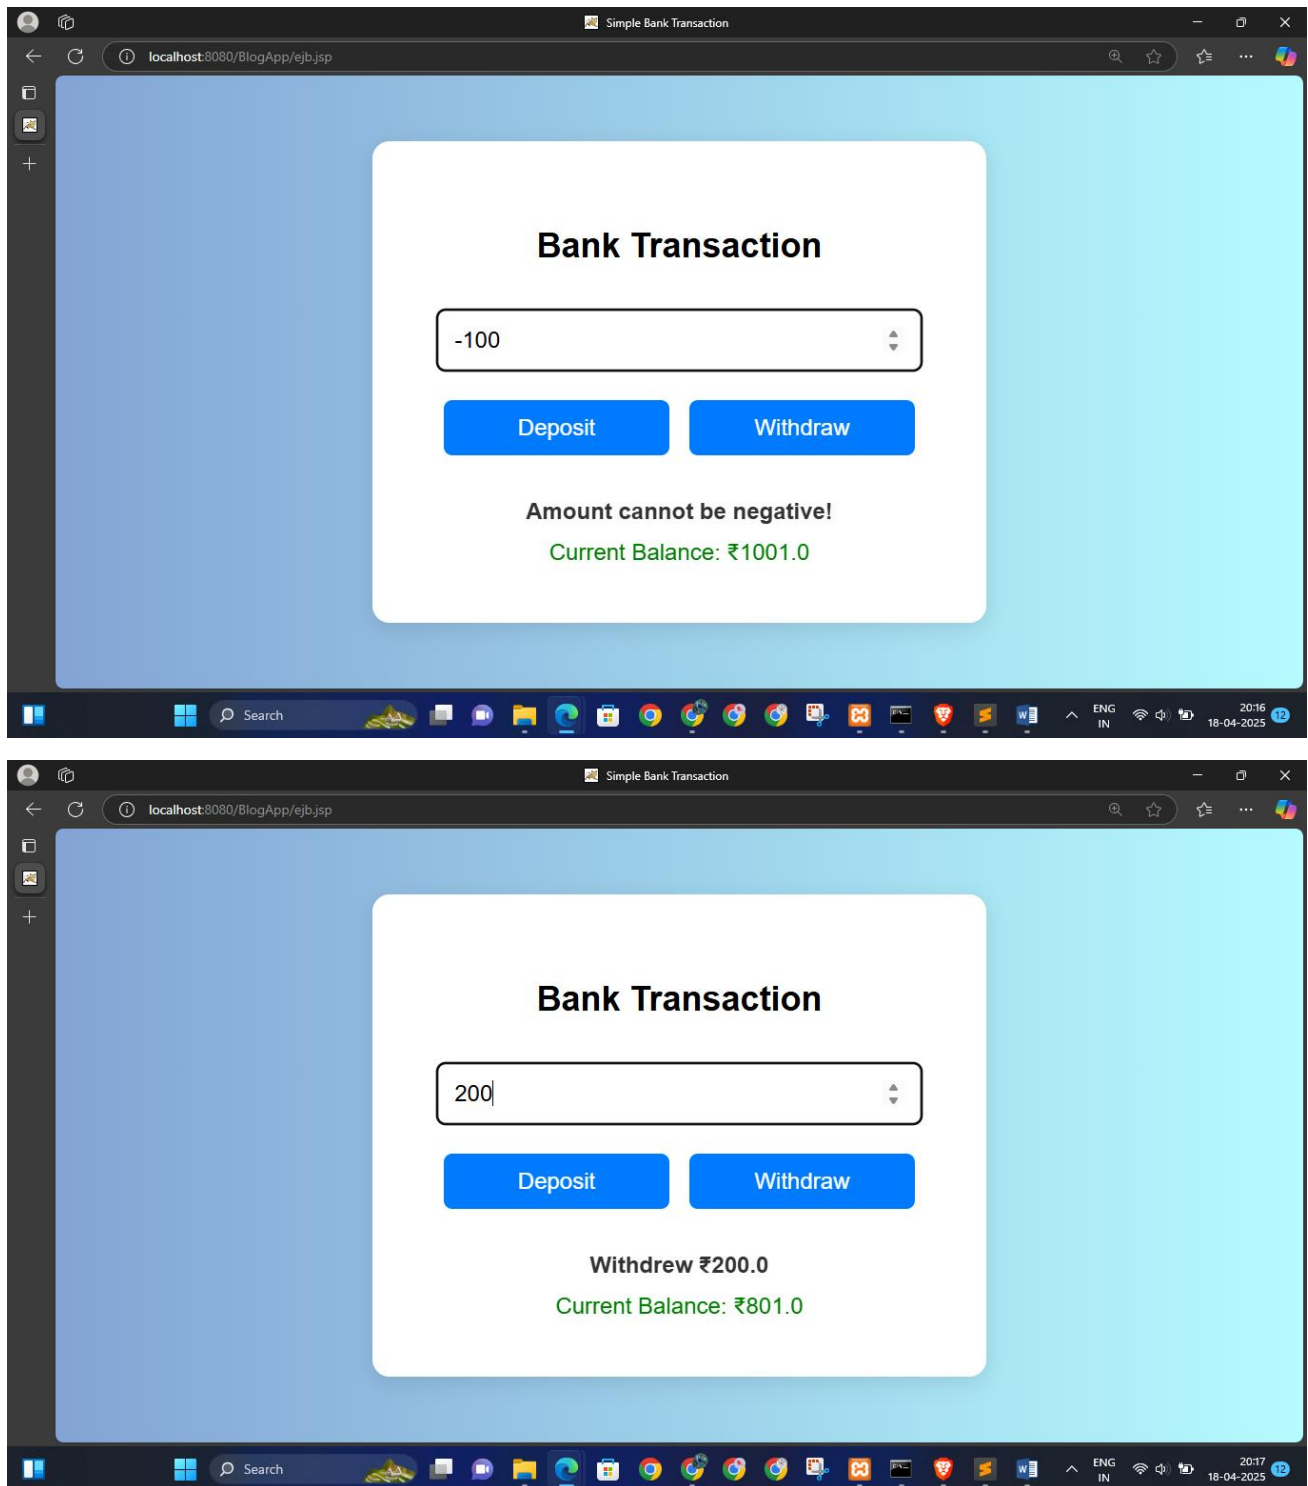 Simple Bank Transaction
localhost:8080/BlogApp/ejb.jsp
Bank Transaction
-100
Deposit Withdraw
Amount cannot be negative!
Current Balance: ₹1001.0
Search
ENG 20:16
IN 18-04-2025 12
Simple Bank Transaction
localhost:8080/BlogApp/ejb.jsp
Bank Transaction
200
Deposit Withdraw
Withdrew ₹200.0
Current Balance: ₹801.0
Search
ENG 20:17
IN 18-04-2025 12